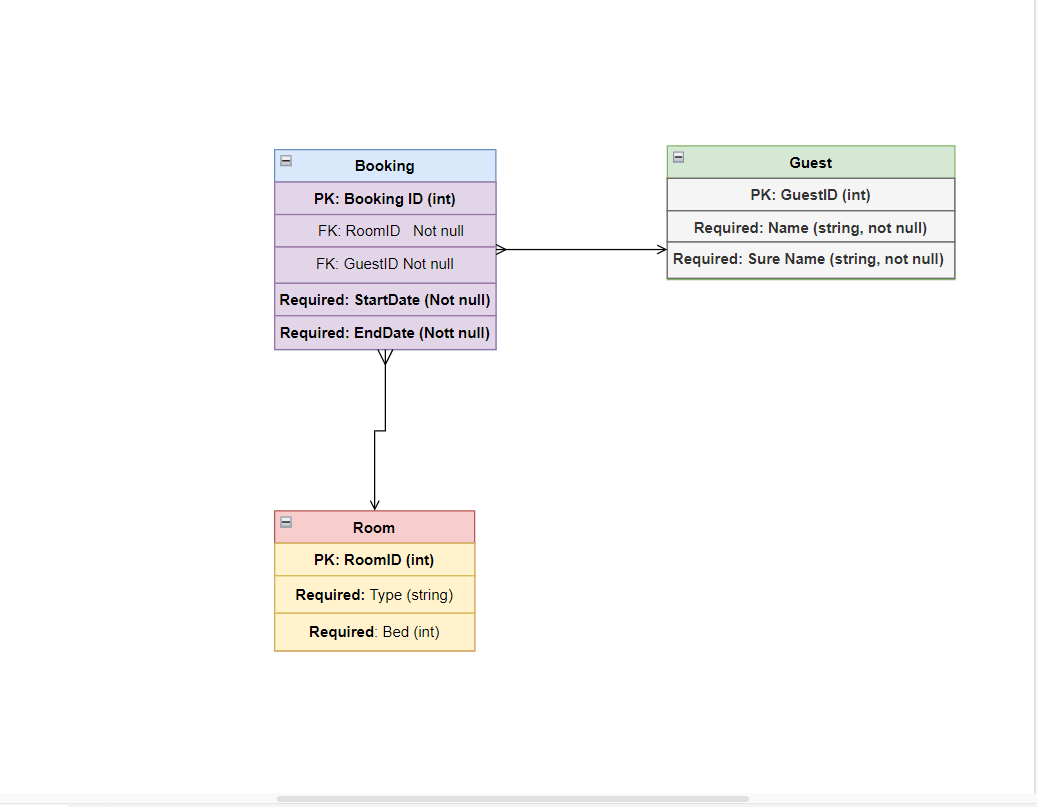 Booking
PK: Booking ID (int)
FK: RoomID   Not null
FK: GuestID Not null
Required: StartDate (Not null)
Required: EndDate (Nott null)
Guest
PK: GuestID (int)
Required: Name (string, not null)
Required: Sure Name (string, not null)
Room
PK: RoomID (int)
Required: Type (string)
Required: Bed (int)